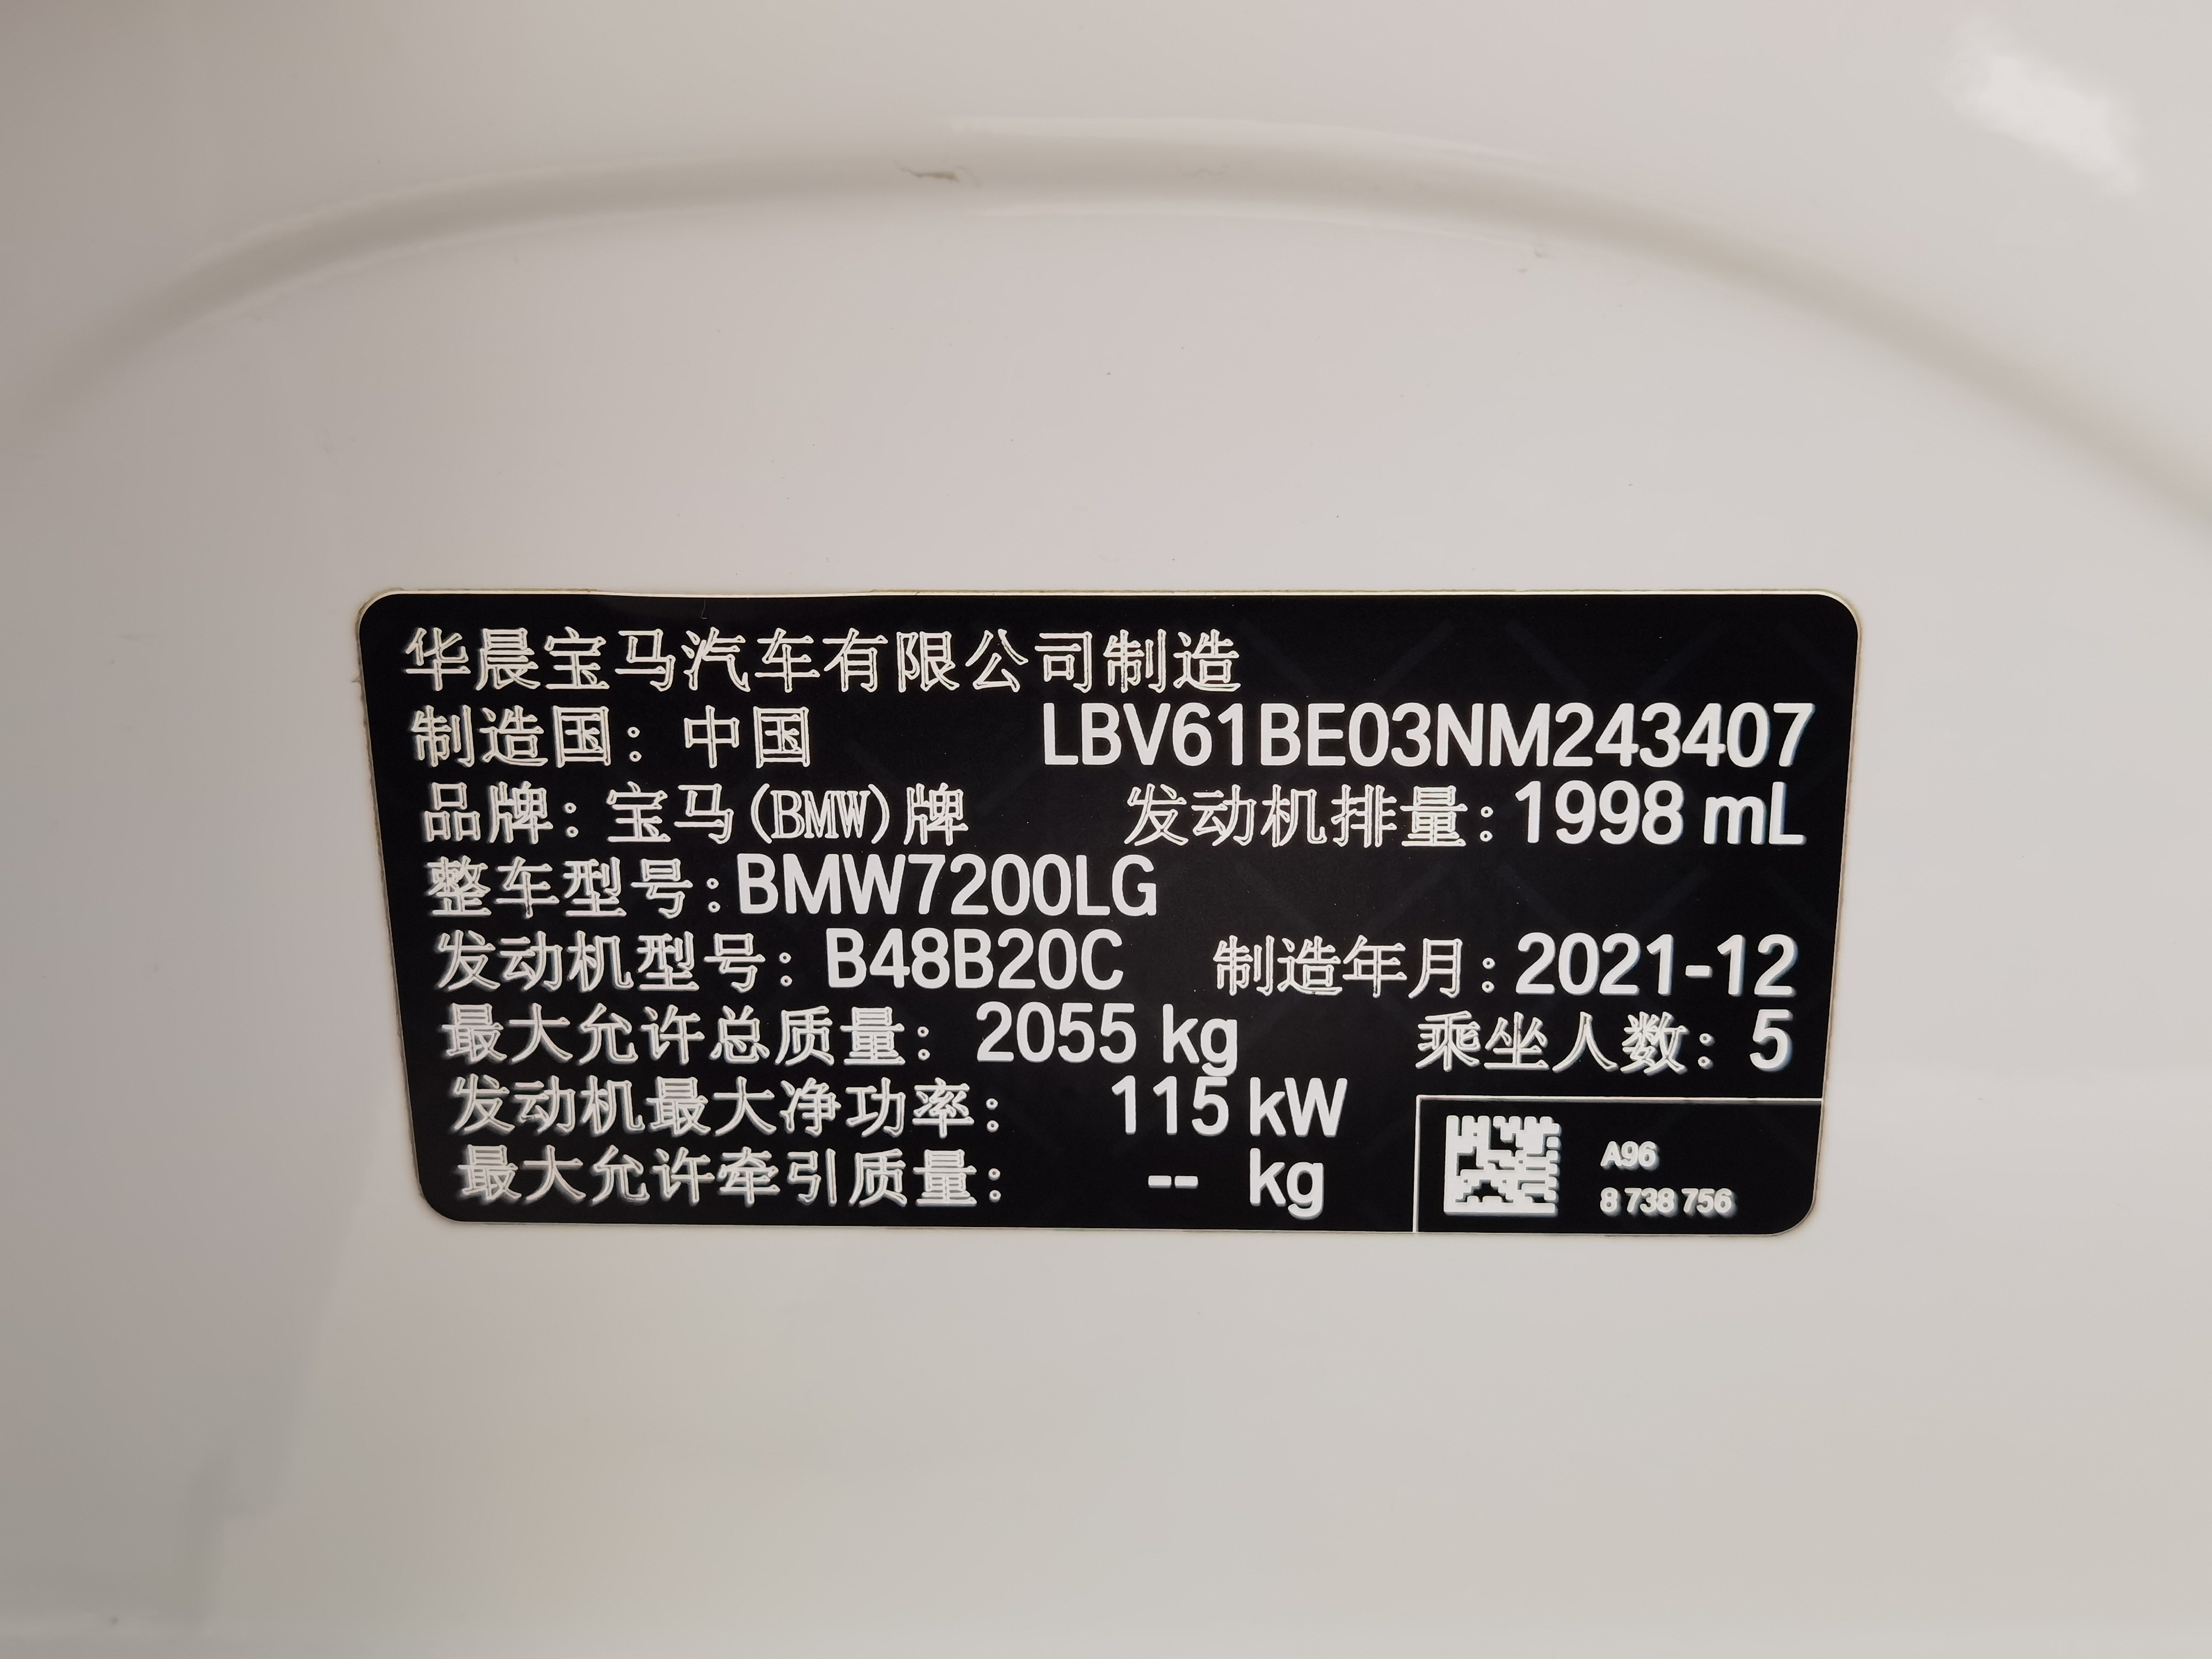 华晨宝马汽车有限公司制造
制造国：中国 LBV61BE03NM243407
品牌：宝马(BMW)牌 发动机排量：1998 mL
整车型号：BMW7200LG
发动机型号：B48B20C 制造年月：2021-12
最大允许总质量：2055 kg 乘坐人数：5
发动机最大净功率：115 kW
最大允许牵引质量：-- kg
A96
8 738 756